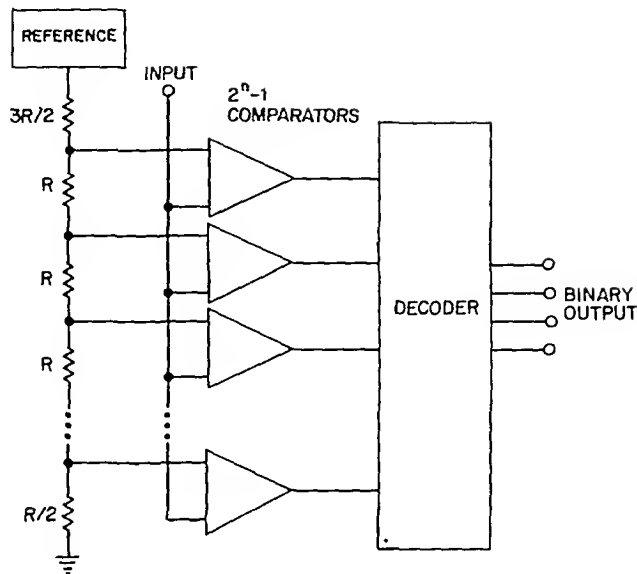 REFERENCE
INPUT
3R/2
2ⁿ-1
COMPARATORS
R
R
DECODER
BINARY
OUTPUT
R
R/2